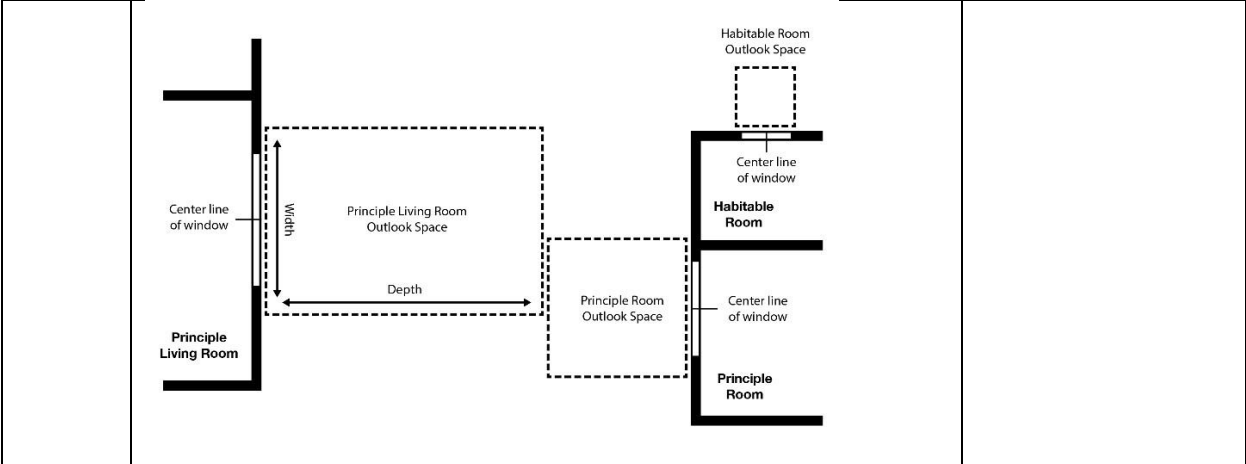 Habitable Room
Outlook Space
Center line
of window
Habitable
Room
Center line
of window
Width
Principle Living Room
Outlook Space
Depth
Principle Room
Outlook Space
Center line
of window
Principle
Living Room
Principle
Room